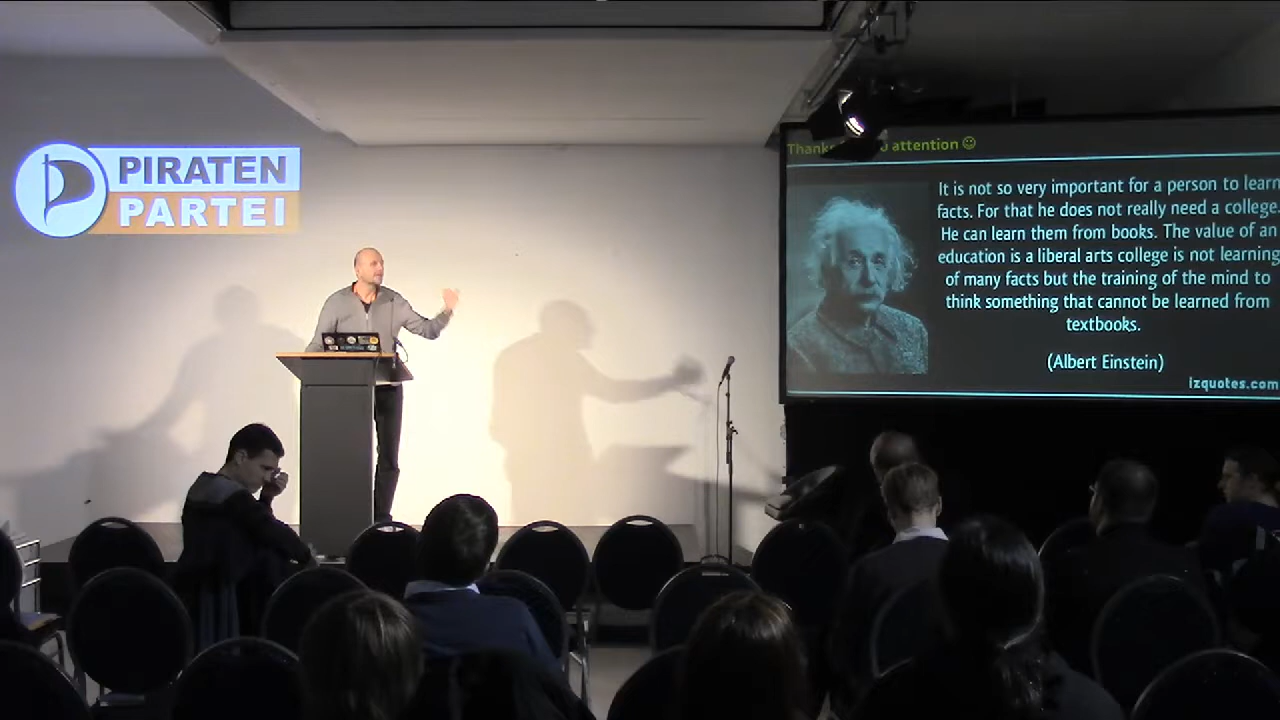 PIRATEN
PARTEI
attention ☺
It is not so very important for a person to learn
facts. For that he does not really need a college.
He can learn them from books. The value of an
education is a liberal arts college is not learning
of many facts but the training of the mind to
think something that cannot be learned from
textbooks.
(Albert Einstein)
izquotes.com